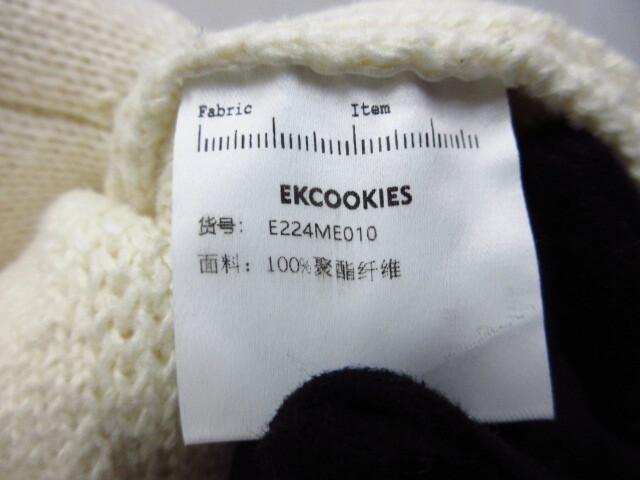 Fabric Item
EKCOOKIES
货号: E224ME010
面料: 100%聚酯纤维